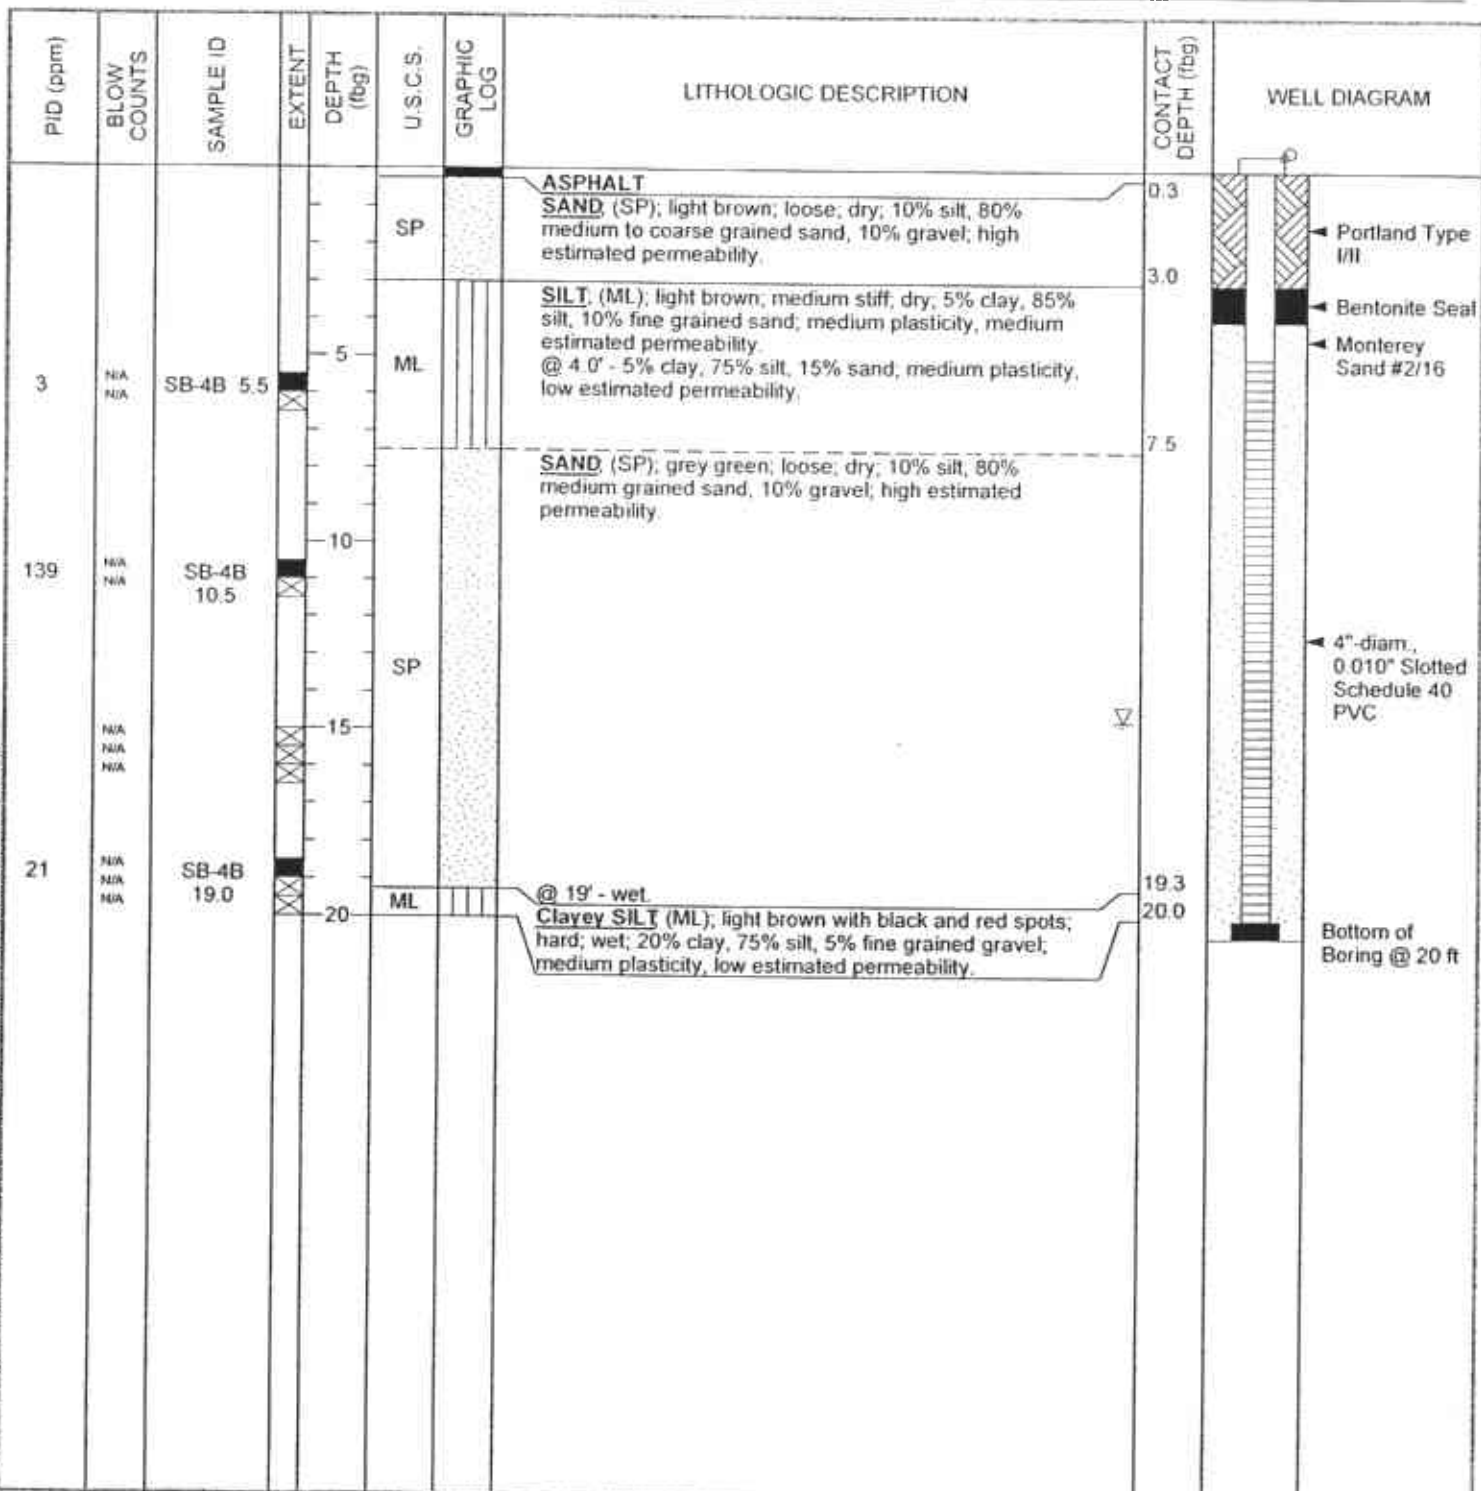 PID (ppm)
BLOW
COUNTS
SAMPLE ID
EXTENT
DEPTH
(fbg)
U.S.C.S.
GRAPHIC
LOG
LITHOLOGIC DESCRIPTION
CONTACT
DEPTH (fbg)
WELL DIAGRAM
ASPHALT
0.3
SP
SAND, (SP); light brown; loose; dry; 10% silt, 80%
medium to coarse grained sand, 10% gravel; high
estimated permeability.
Portland Type
I/II
3.0
SILT, (ML); light brown; medium stiff; dry; 5% clay, 85%
silt, 10% fine grained sand; medium plasticity, medium
estimated permeability.
@ 4.0' - 5% clay, 75% silt, 15% sand, medium plasticity,
low estimated permeability.
Bentonite Seal
Monterey
Sand #2/16
5
ML
3
N/A
N/A
SB-4B 5.5
7.5
SAND, (SP); grey green; loose; dry; 10% silt, 80%
medium grained sand, 10% gravel; high estimated
permeability.
10
139
N/A
N/A
SB-4B
10.5
SP
4"-diam.,
0.010" Slotted
Schedule 40
PVC
15
N/A
N/A
N/A
21
N/A
N/A
N/A
SB-4B
19.0
@ 19' - wet.
19.3
ML
20
20.0
Clayey SILT (ML); light brown with black and red spots;
hard; wet; 20% clay, 75% silt, 5% fine grained gravel;
medium plasticity, low estimated permeability.
Bottom of
Boring @ 20 ft